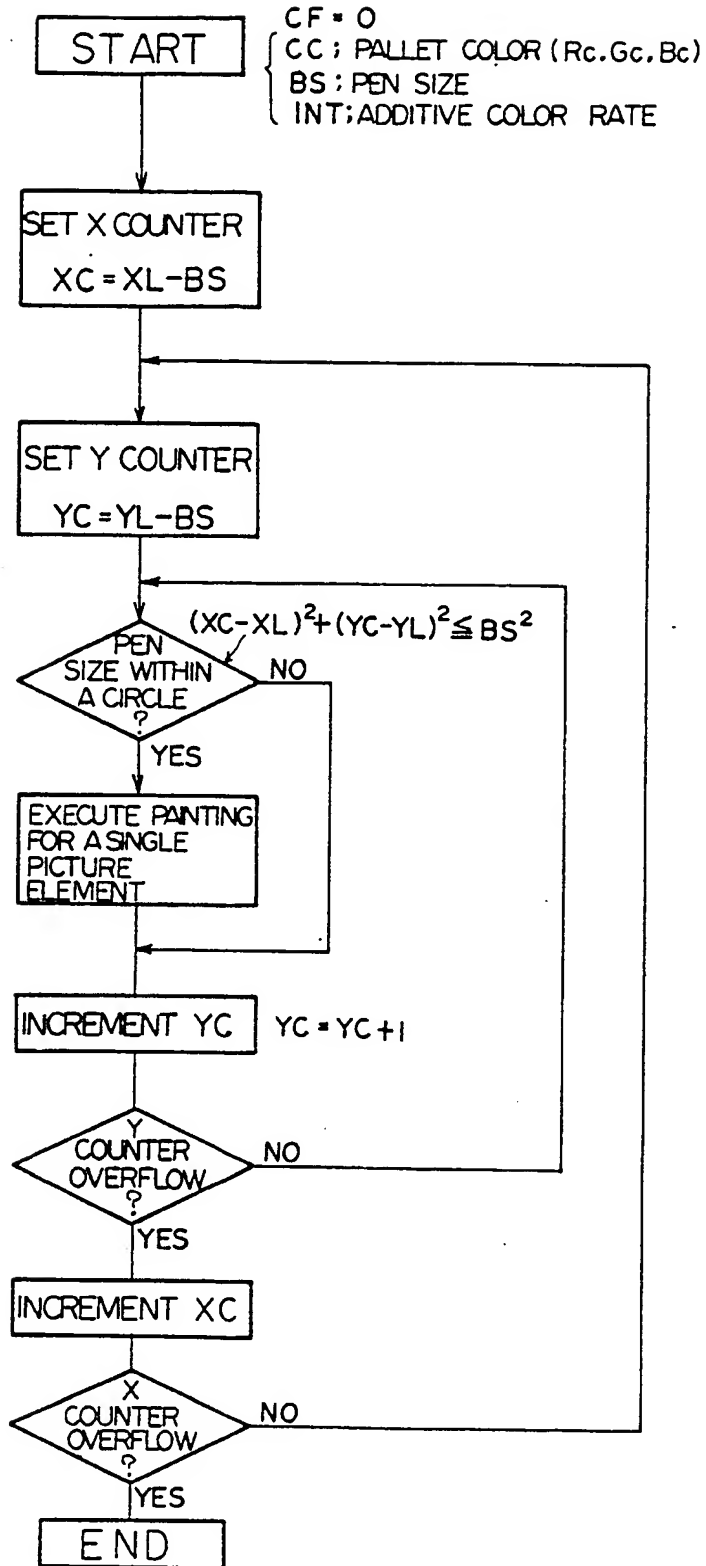 CF = 0
START
CC; PALLET COLOR (Rc.Gc.Bc)
BS; PEN SIZE
INT; ADDITIVE COLOR RATE
SET X COUNTER
XC = XL-BS
SET Y COUNTER
YC = YL-BS
(XC-XL)²+(YC-YL)² ≦ BS²
PEN
SIZE WITHIN
A CIRCLE
?
NO
YES
EXECUTE PAINTING
FOR A SINGLE
PICTURE
ELEMENT
INCREMENT YC
YC = YC+1
Y
COUNTER
OVERFLOW
?
NO
YES
INCREMENT XC
X
COUNTER
OVERFLOW
?
NO
YES
END